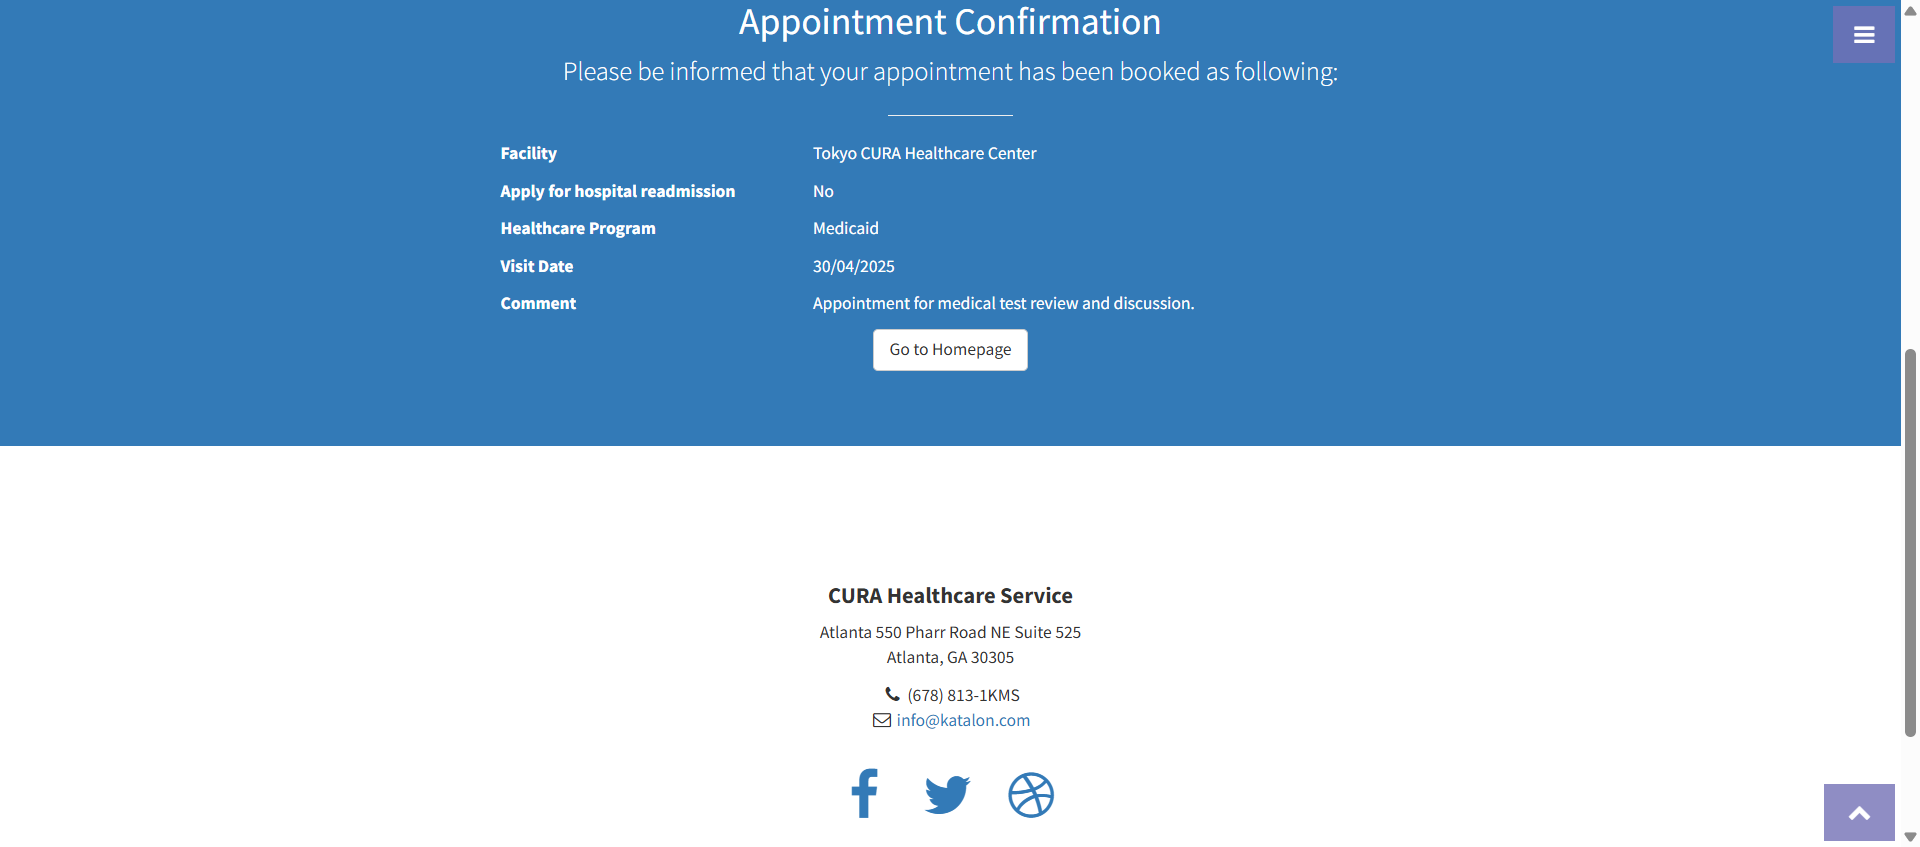 Appointment Confirmation
Please be informed that your appointment has been booked as following:
Facility Tokyo CURA Healthcare Center
Apply for hospital readmission No
Healthcare Program Medicaid
Visit Date 30/04/2025
Comment Appointment for medical test review and discussion.
Go to Homepage
CURA Healthcare Service
Atlanta 550 Pharr Road NE Suite 525
Atlanta, GA 30305
(678) 813-1KMS
info@katalon.com